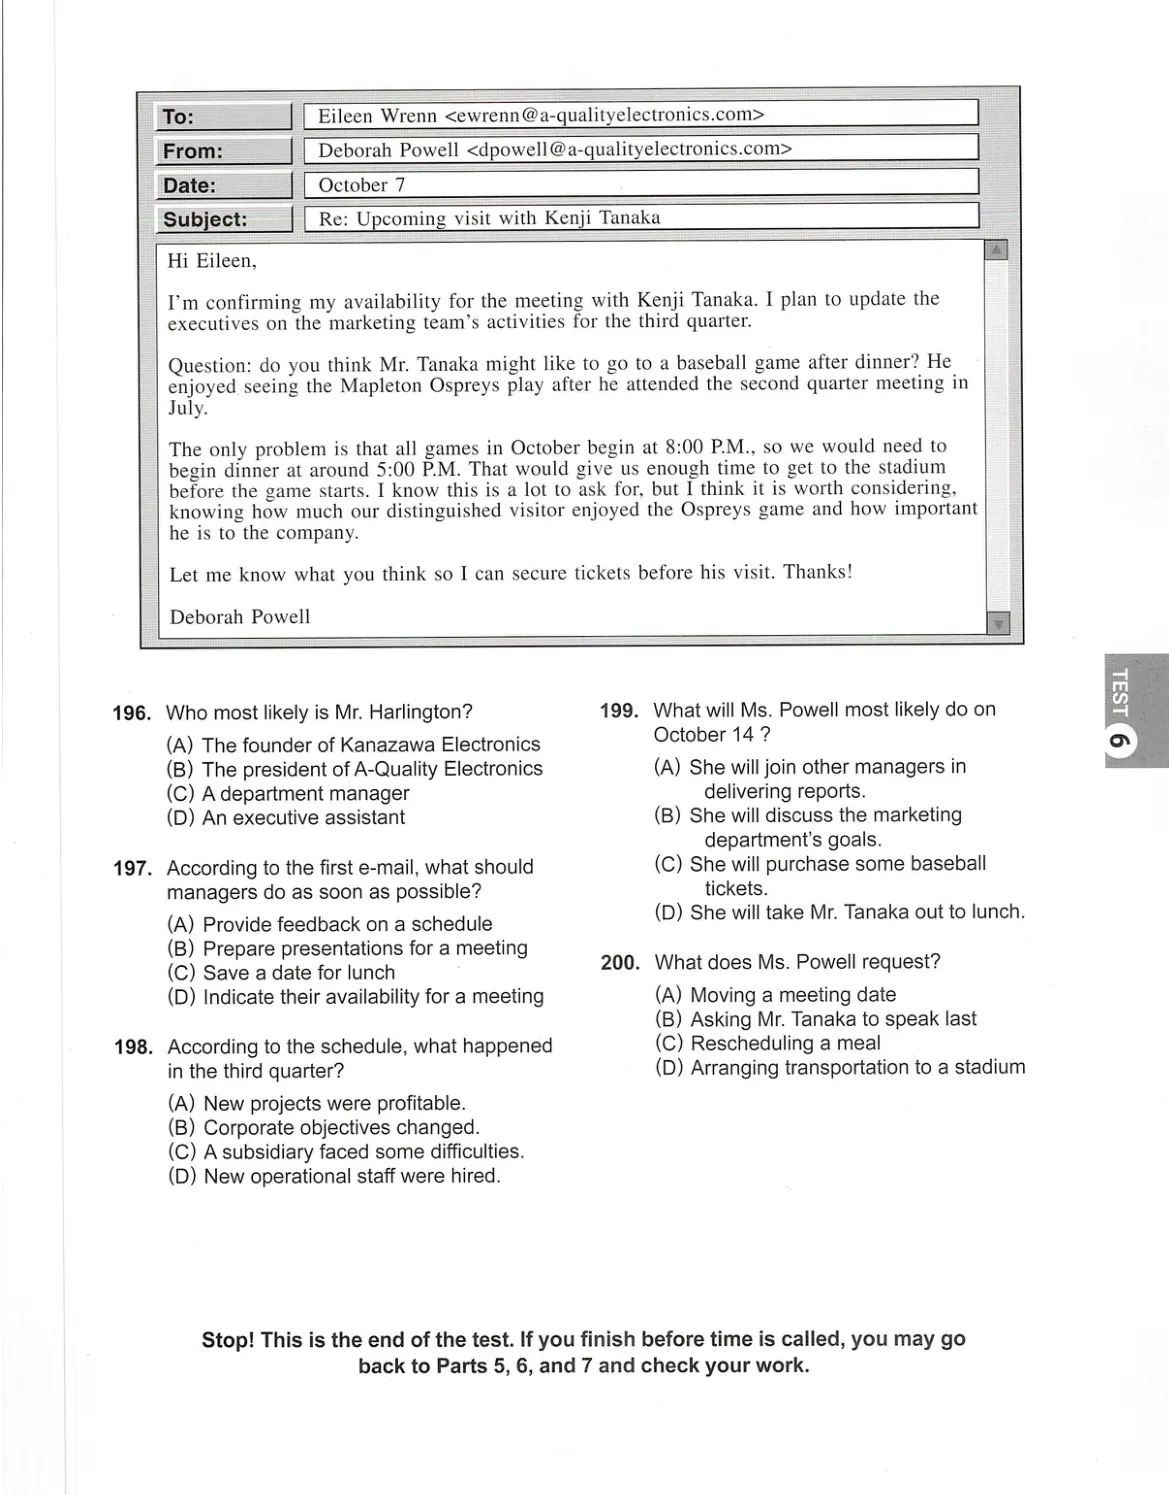 To: Eileen Wrenn <ewrenn@a-qualityelectronics.com>
From: Deborah Powell <dpowell@a-qualityelectronics.com>
Date: October 7
Subject: Re: Upcoming visit with Kenji Tanaka
Hi Eileen,
I'm confirming my availability for the meeting with Kenji Tanaka. I plan to update the
executives on the marketing team's activities for the third quarter.
Question: do you think Mr. Tanaka might like to go to a baseball game after dinner? He
enjoyed seeing the Mapleton Ospreys play after he attended the second quarter meeting in
July.
The only problem is that all games in October begin at 8:00 P.M., so we would need to
begin dinner at around 5:00 P.M. That would give us enough time to get to the stadium
before the game starts. I know this is a lot to ask for, but I think it is worth considering,
knowing how much our distinguished visitor enjoyed the Ospreys game and how important
he is to the company.
Let me know what you think so I can secure tickets before his visit. Thanks!
Deborah Powell
196. Who most likely is Mr. Harlington?
(A) The founder of Kanazawa Electronics
(B) The president of A-Quality Electronics
(C) A department manager
(D) An executive assistant
197. According to the first e-mail, what should
managers do as soon as possible?
(A) Provide feedback on a schedule
(B) Prepare presentations for a meeting
(C) Save a date for lunch
(D) Indicate their availability for a meeting
198. According to the schedule, what happened
in the third quarter?
(A) New projects were profitable.
(B) Corporate objectives changed.
(C) A subsidiary faced some difficulties.
(D) New operational staff were hired.
199. What will Ms. Powell most likely do on
October 14 ?
(A) She will join other managers in
delivering reports.
(B) She will discuss the marketing
department's goals.
(C) She will purchase some baseball
tickets.
(D) She will take Mr. Tanaka out to lunch.
200. What does Ms. Powell request?
(A) Moving a meeting date
(B) Asking Mr. Tanaka to speak last
(C) Rescheduling a meal
(D) Arranging transportation to a stadium
TEST 6
Stop! This is the end of the test. If you finish before time is called, you may go
back to Parts 5, 6, and 7 and check your work.